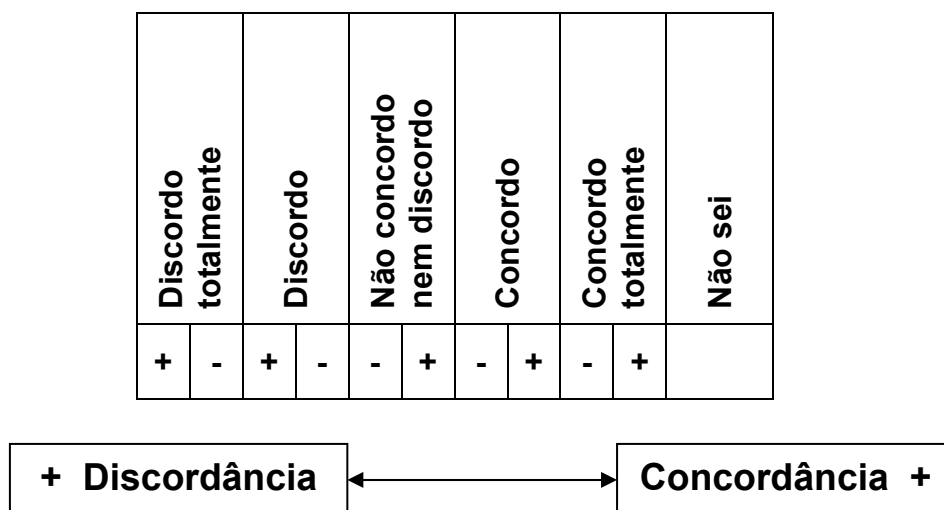 Discordo
totalmente
Discordo
Não concordo
nem discordo
Concordo
Concordo
totalmente
Não sei
+ - + - - + - + - +
+ Discordância
Concordância +